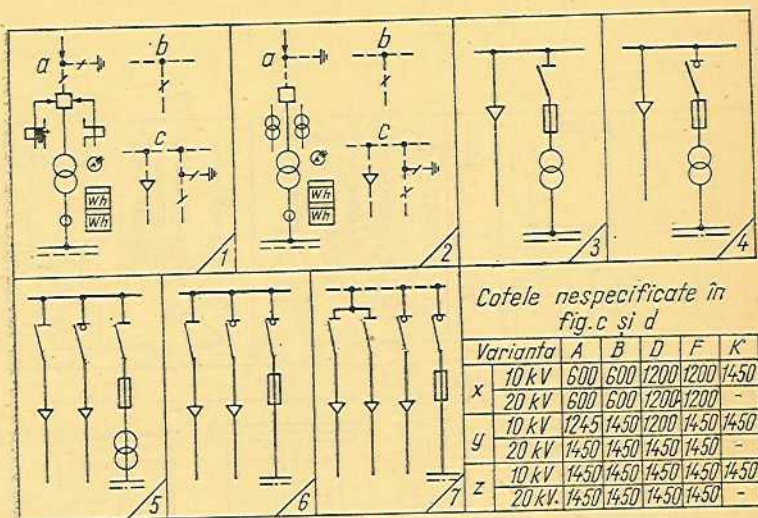 a
b
c
Wh
Wh
1
a
b
c
Wh
Wh
2
3
4
5
6
7
Cotele nespecificate în
fig.c și d
Varianta A B D F K
x 10 kV 600 600 1200 1200 1450
20 kV 600 600 1200 1200 -
y 10 kV 1245 1450 1200 1450 1450
20 kV 1450 1450 1450 1450 -
z 10 kV 1450 1450 1450 1450 1450
20 kV. 1450 1450 1450 1450 -